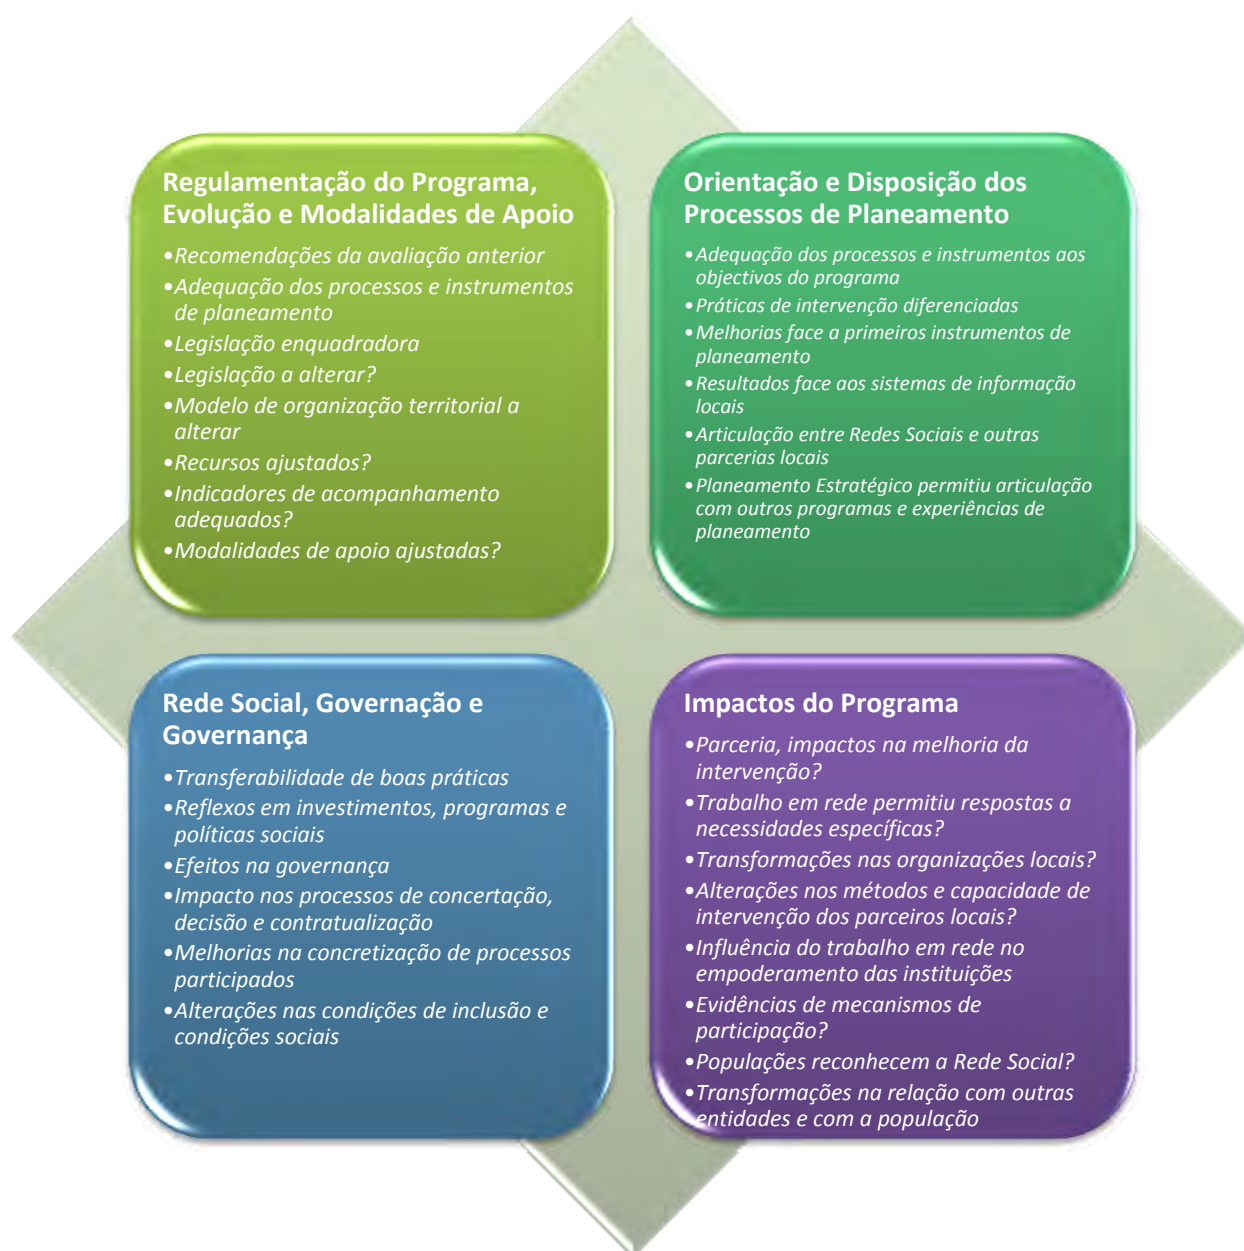 Regulamentação do Programa,
Evolução e Modalidades de Apoio
•Recomendações da avaliação anterior
•Adequação dos processos e instrumentos
de planeamento
•Legislação enquadradora
•Legislação a alterar?
•Modelo de organização territorial a
alterar
•Recursos ajustados?
•Indicadores de acompanhamento
adequados?
•Modalidades de apoio ajustadas?
Orientação e Disposição dos
Processos de Planeamento
•Adequação dos processos e instrumentos aos
objectivos do programa
•Práticas de intervenção diferenciadas
•Melhorias face a primeiros instrumentos de
planeamento
•Resultados face aos sistemas de informação
locais
•Articulação entre Redes Sociais e outras
parcerias locais
•Planeamento Estratégico permitiu articulação
com outros programas e experiências de
planeamento
Rede Social, Governação e
Governança
•Transferabilidade de boas práticas
•Reflexos em investimentos, programas e
políticas sociais
•Efeitos na governança
•Impacto nos processos de concertação,
decisão e contratualização
•Melhorias na concretização de processos
participados
•Alterações nas condições de inclusão e
condições sociais
Impactos do Programa
•Parceria, impactos na melhoria da
intervenção?
•Trabalho em rede permitiu respostas a
necessidades específicas?
•Transformações nas organizações locais?
•Alterações nos métodos e capacidade de
intervenção dos parceiros locais?
•Influência do trabalho em rede no
empoderamento das instituições
•Evidências de mecanismos de
participação?
•Populações reconhecem a Rede Social?
•Transformações na relação com outras
entidades e com a população